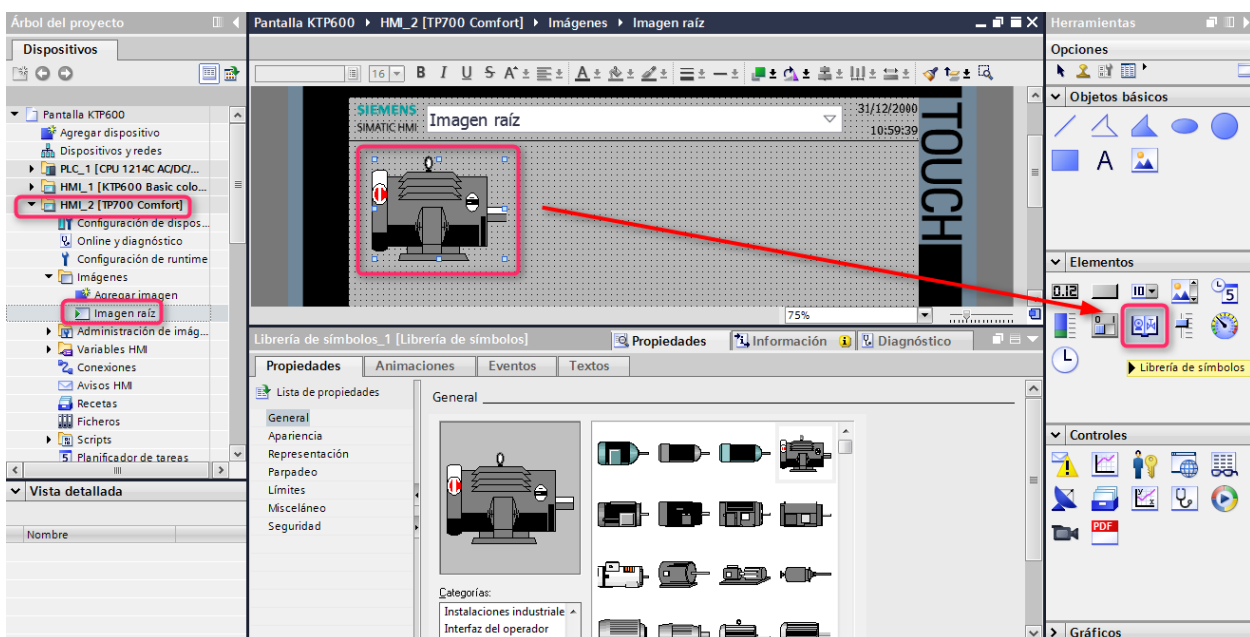 Árbol del proyecto
Dispositivos
Pantalla KTP600
Agregar dispositivo
Dispositivos y redes
PLC_1 [CPU 1214C AC/DC/...
HMI_1 [KTP600 Basic colo...
HMI_2 [TP700 Comfort]
Configuración de dispos...
Online y diagnóstico
Configuración de runtime
Imágenes
Agregar imagen
Imagen raíz
Administración de imág...
Variables HMI
Conexiones
Avisos HMI
Recetas
Ficheros
Scripts
Planificador de tareas
Vista detallada
Nombre
Pantalla KTP600 HMI_2 [TP700 Comfort] Imágenes Imagen raíz
16 B I U S A A
SIEMENS
SIMATIC HMI
Imagen raíz
31/12/2000
10:59:39
TOUCH
75%
Librería de símbolos_1 [Librería de símbolos]
Propiedades Información Diagnóstico
Propiedades Animaciones Eventos Textos
Lista de propiedades
General
Apariencia
Representación
Parpadeo
Límites
Misceláneo
Seguridad
General
Categorías:
Instalaciones industriale
Interfaz del operador
Herramientas
Opciones
Objetos básicos
A
Elementos
0.12
10
5
Librería de símbolos
Controles
PDF
Gráficos